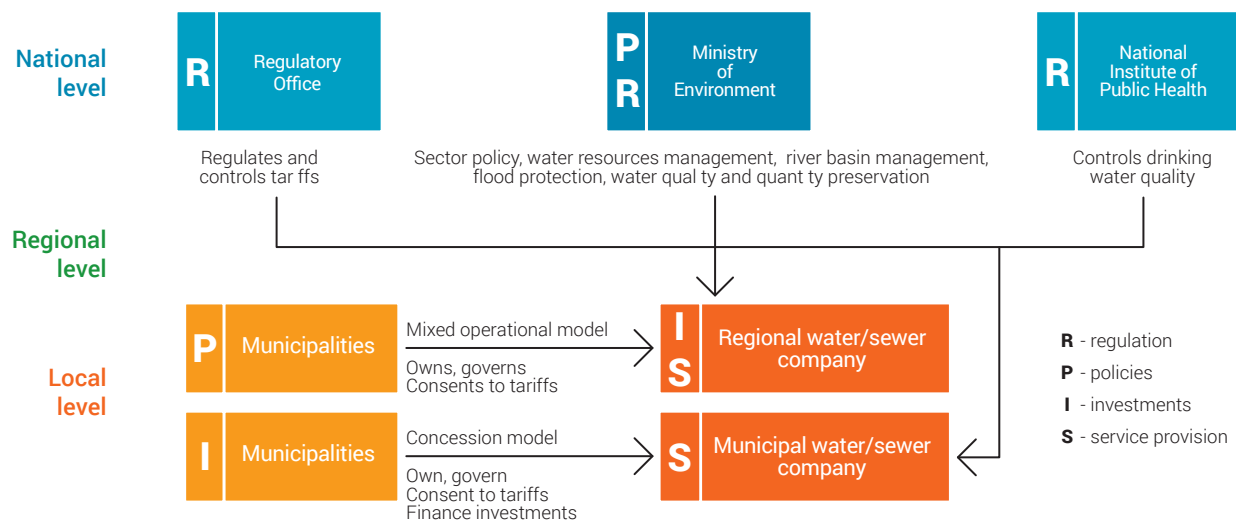 National
level
R
Regulatory
Office
P
R
Ministry
of
Environment
R
National
Institute of
Public Health
Regulates and
controls tar ffs
Sector policy, water resources management, river basin management,
flood protection, water qual ty and quant ty preservation
Controls drinking
water quality
Regional
level
Local
level
P
Municipalities
Mixed operational model
Owns, governs
Consents to tariffs
I
S
Regional water/sewer
company
I
Municipalities
Concession model
Own, govern
Consent to tariffs
Finance investments
S
Municipal water/sewer
company
R - regulation
P - policies
I - investments
S - service provision